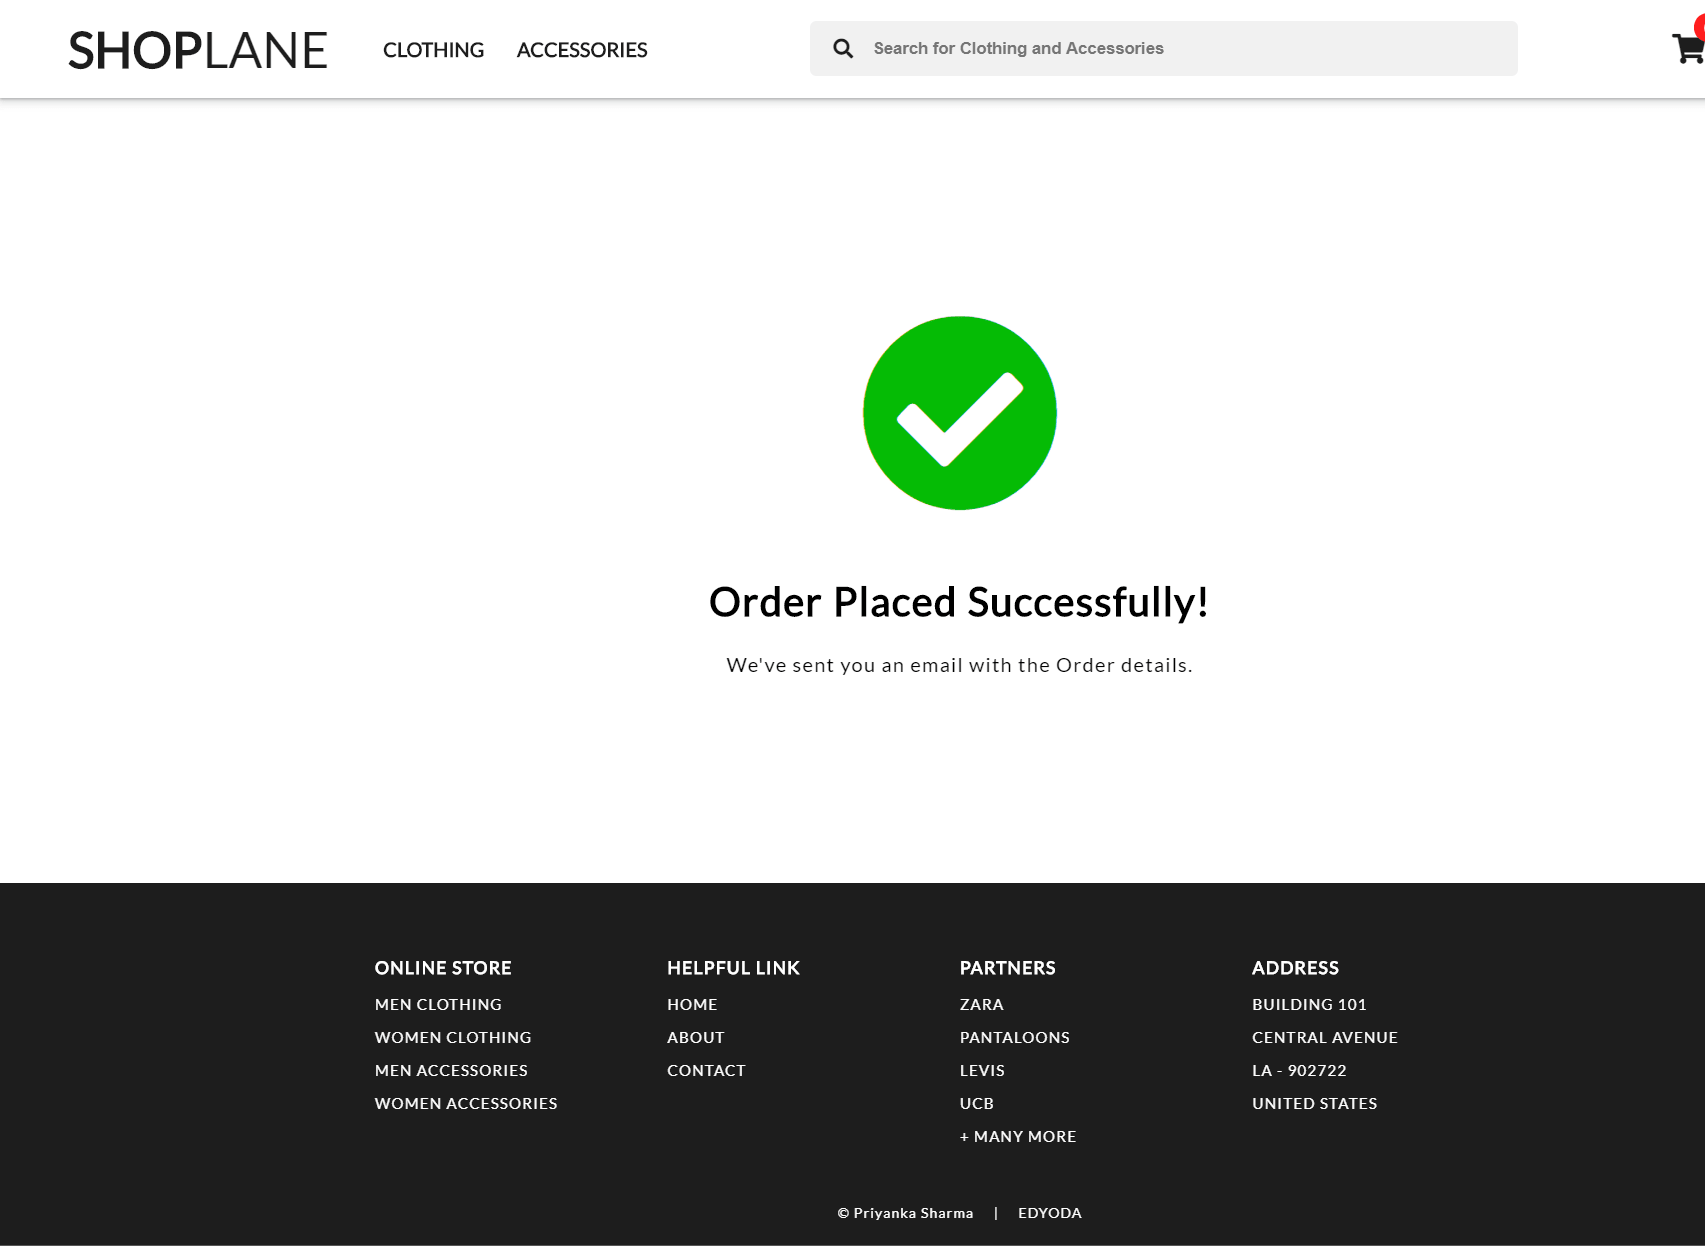 SHOPLANE CLOTHING ACCESSORIES Search for Clothing and Accessories
Order Placed Successfully!
We've sent you an email with the Order details.
ONLINE STORE
MEN CLOTHING
WOMEN CLOTHING
MEN ACCESSORIES
WOMEN ACCESSORIES
HELPFUL LINK
HOME
ABOUT
CONTACT
PARTNERS
ZARA
PANTALOONS
LEVIS
UCB
+ MANY MORE
ADDRESS
BUILDING 101
CENTRAL AVENUE
LA - 902722
UNITED STATES
© Priyanka Sharma | EDYODA